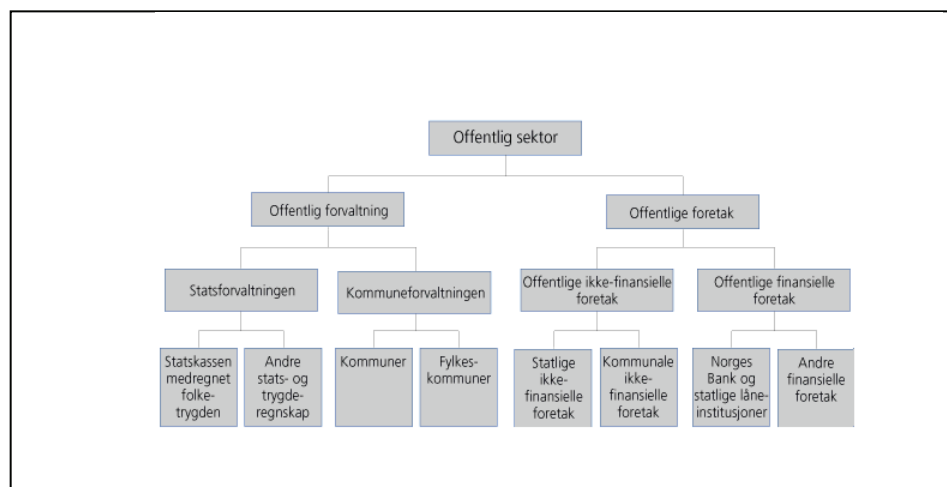 Offentlig sektor
Offentlig forvaltning
Offentlige foretak
Statsforvaltningen
Kommuneforvaltningen
Offentlige ikke-finansielle
foretak
Offentlige finansielle
foretak
Statskassen
medregnet
folke-
trygden
Andre
stats- og
trygde-
regnskap
Kommuner
Fylkes-
kommuner
Statlige
ikke-
finansielle
foretak
Kommunale
ikke-
finansielle
foretak
Norges
Bank og
statlige låne-
institusjoner
Andre
finansielle
foretak